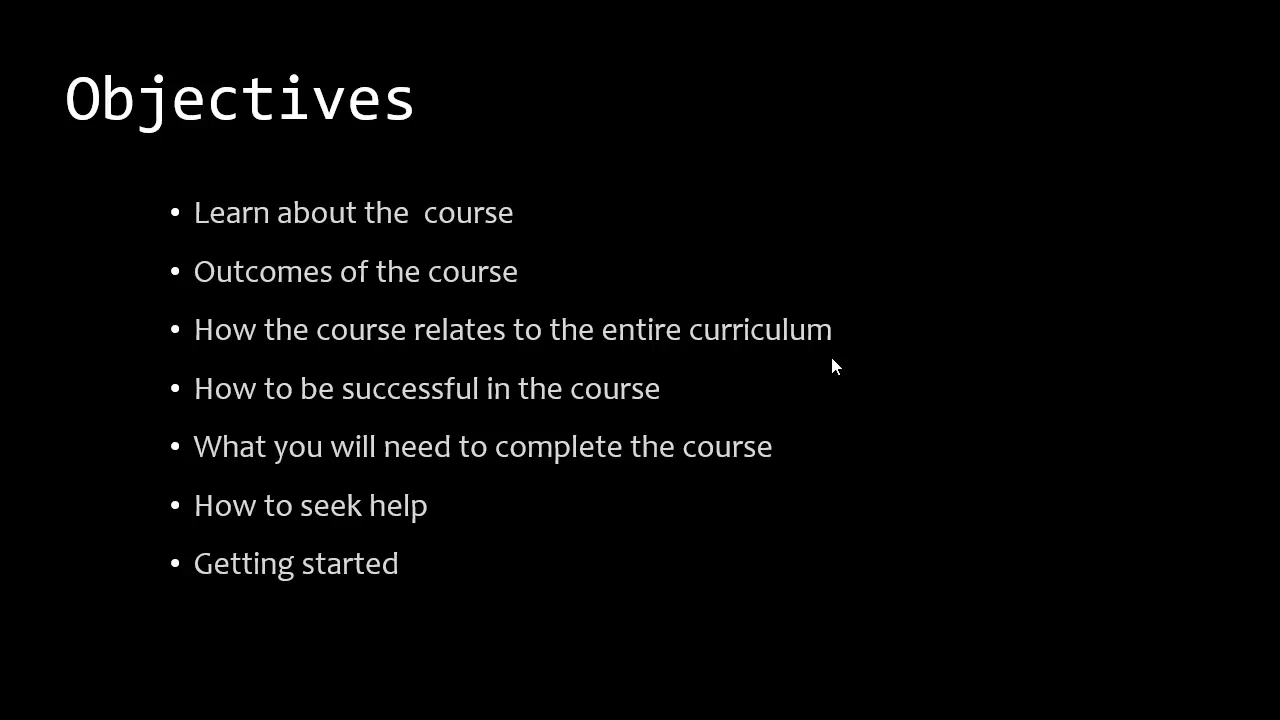 Objectives
• Learn about the  course
• Outcomes of the course
• How the course relates to the entire curriculum
• How to be successful in the course
• What you will need to complete the course
• How to seek help
• Getting started